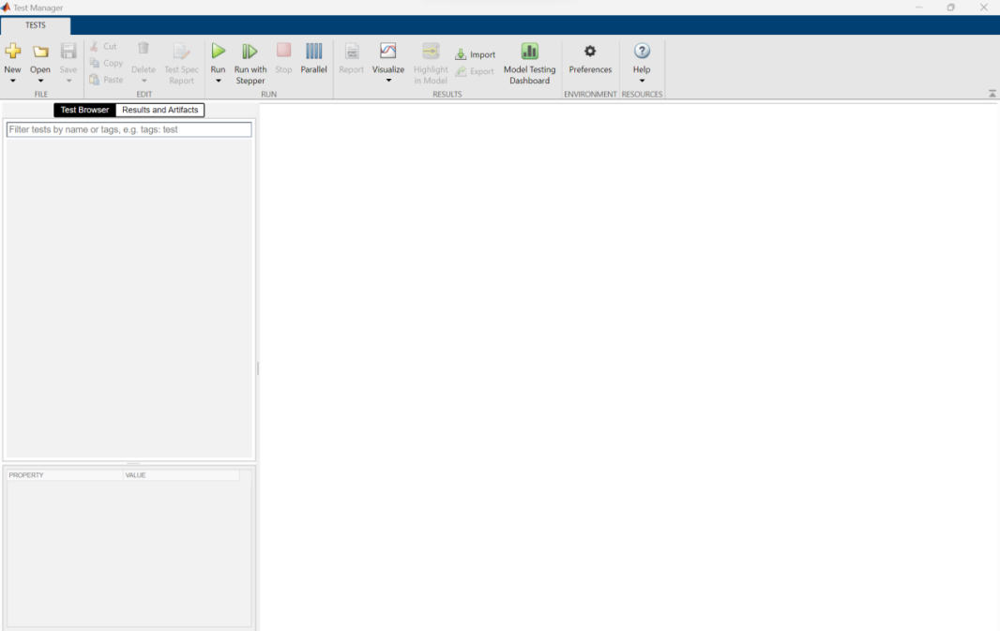 Test Manager
TESTS
New
Open
Save
Cut
Copy
Paste
Delete
Test Spec
Report
Run
Run with
Stepper
Stop
Parallel
Report
Visualize
Highlight
in Model
Import
Export
Model Testing
Dashboard
Preferences
Help
FILE
EDIT
RUN
RESULTS
ENVIRONMENT
RESOURCES
Test Browser
Results and Artifacts
Filter tests by name or tags, e.g. tags: test
PROPERTY
VALUE